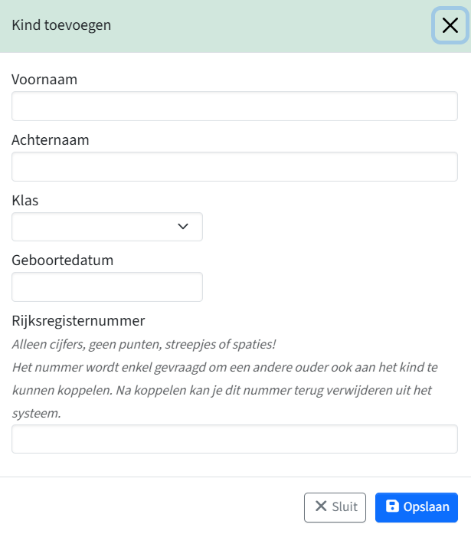 Kind toevoegen
Voornaam
Achternaam
Klas
Geboortedatum
Rijksregisternummer
Alleen cijfers, geen punten, streepjes of spaties!
Het nummer wordt enkel gevraagd om een andere ouder ook aan het kind te
kunnen koppelen. Na koppelen kan je dit nummer terug verwijderen uit het
systeem.
Sluit Opslaan